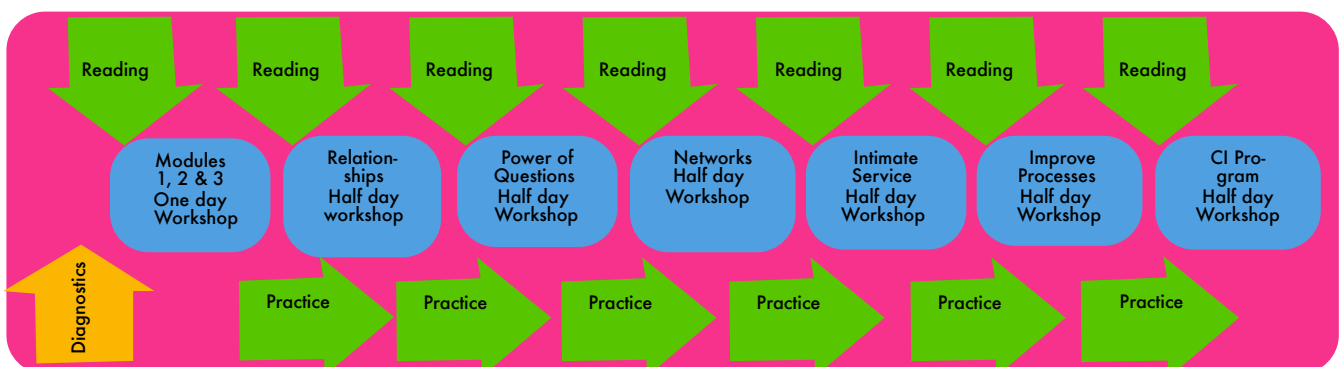 Reading
Reading
Reading
Reading
Reading
Reading
Reading
Modules
1, 2 & 3
One day
Workshop
Relation-
ships
Half day
workshop
Power of
Questions
Half day
Workshop
Networks
Half day
Workshop
Intimate
Service
Half day
Workshop
Improve
Processes
Half day
Workshop
CI Pro-
gram
Half day
Workshop
Diagnostics
Practice
Practice
Practice
Practice
Practice
Practice